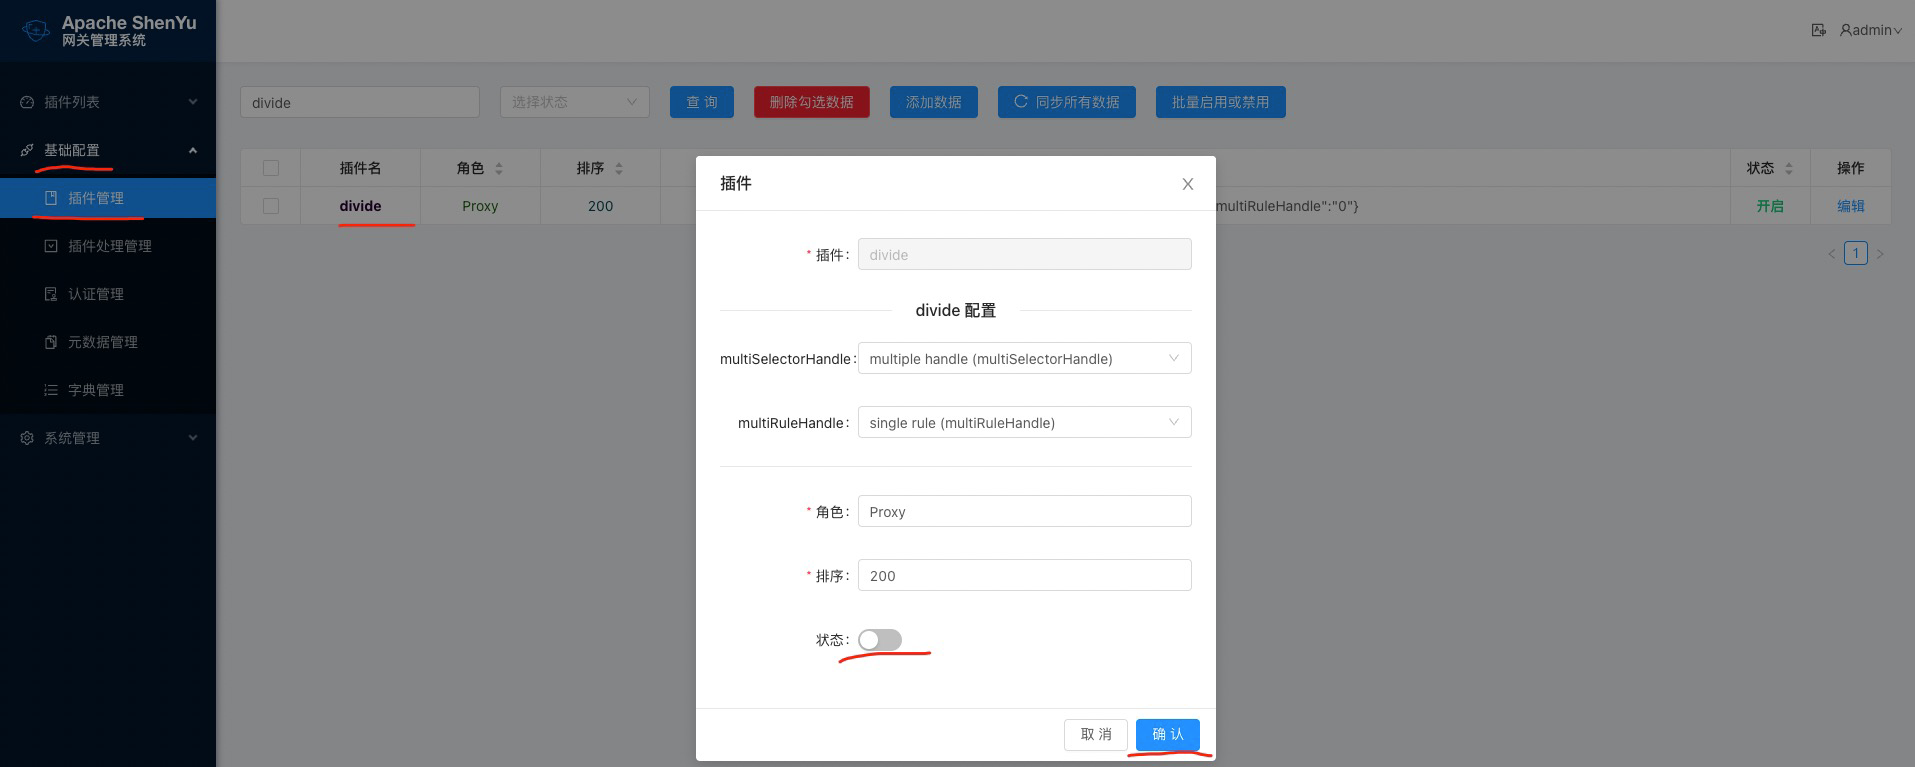 Apache ShenYu
网关管理系统
admin
插件列表
基础配置
插件管理
插件处理管理
认证管理
元数据管理
字典管理
系统管理
divide
选择状态
查 询
删除勾选数据
添加数据
同步所有数据
批量启用或禁用
插件名 角色 排序 状态 操作
divide Proxy 200 multiRuleHandle":"0"} 开启 编辑
1
插件
* 插件: divide
divide 配置
multiSelectorHandle: multiple handle (multiSelectorHandle)
multiRuleHandle: single rule (multiRuleHandle)
* 角色: Proxy
* 排序: 200
状态:
取 消 确 认